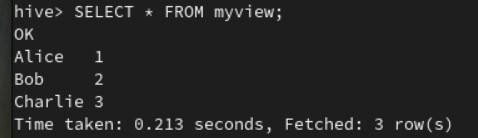 hive> SELECT * FROM myview;
OK
Alice   1
Bob     2
Charlie 3
Time taken: 0.213 seconds, Fetched: 3 row(s)